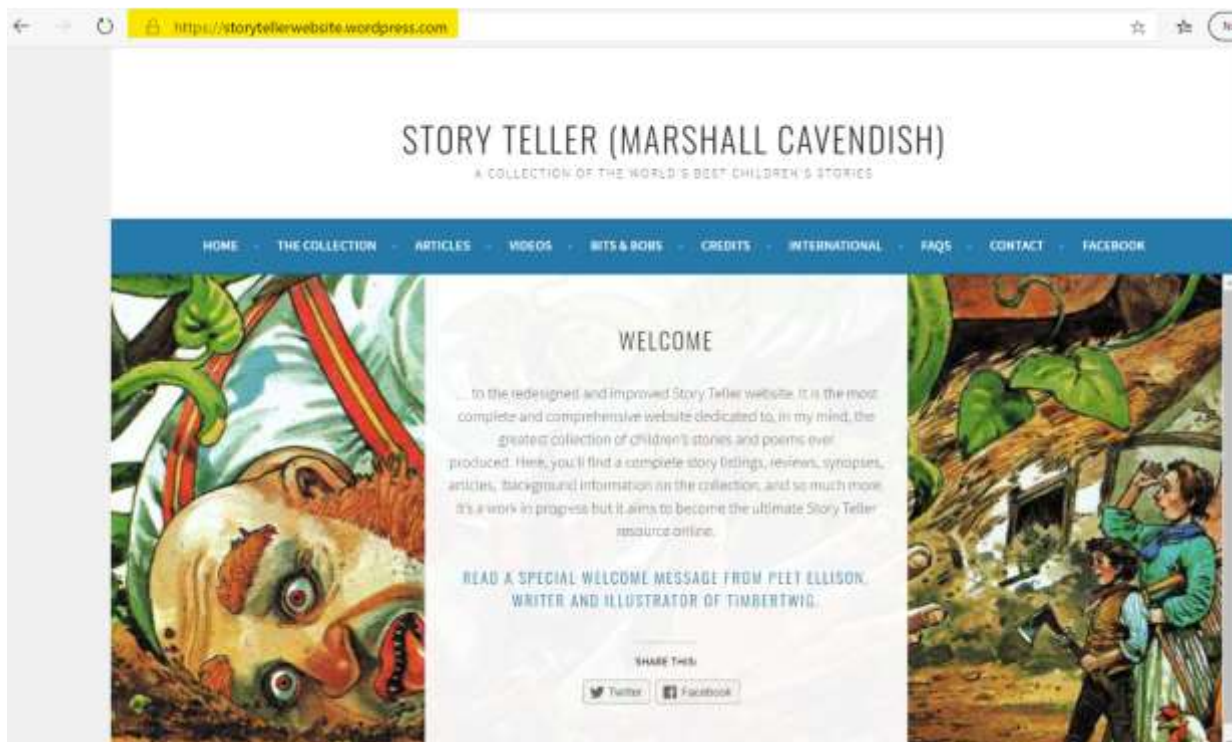 https://storytellerwebsite.wordpress.com
STORY TELLER (MARSHALL CAVENDISH)
A COLLECTION OF THE WORLD'S BEST CHILDREN'S STORIES
HOME THE COLLECTION ARTICLES VIDEOS BITS & BOBS CREDITS INTERNATIONAL FAQS CONTACT FACEBOOK
WELCOME
... to the redesigned and improved Story Teller website. It is the most
complete and comprehensive website dedicated to, in my mind, the
greatest collection of children's stories and poems ever
produced. Here, you'll find a complete story listings, reviews, synopses,
articles, background information on the collection, and so much more.
It's a work in progress but it aims to become the ultimate Story Teller
resource online.
READ A SPECIAL WELCOME MESSAGE FROM PEET ELLISON,
WRITER AND ILLUSTRATOR OF TIMBERTWIG.
SHARE THIS:
Twitter Facebook